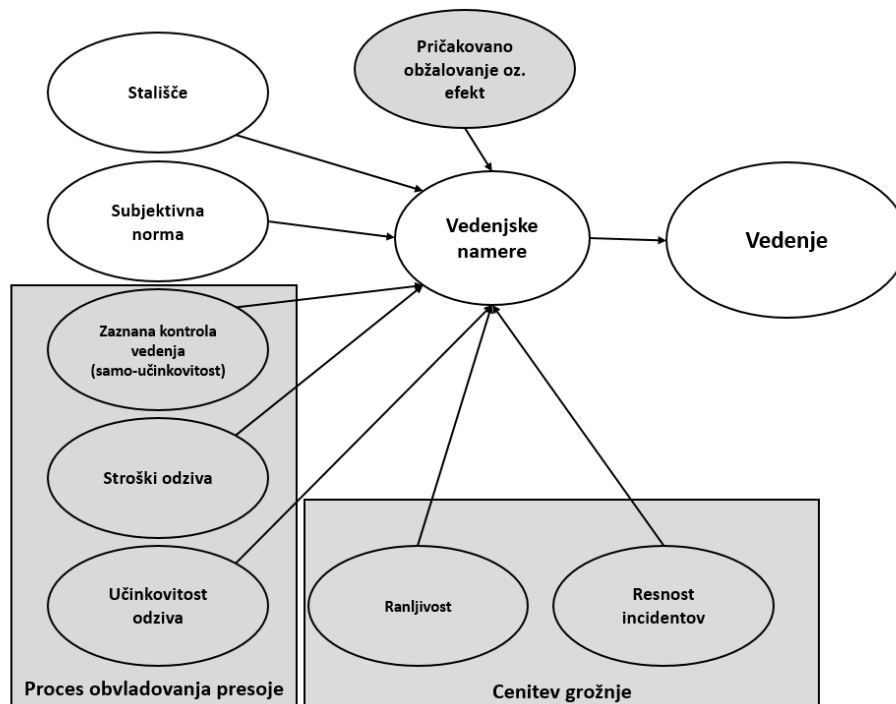 Pričakovano
obžalovanje oz.
efekt
Stališče
Subjektivna
norma
Vedenjske
namere
Vedenje
Zaznana kontrola
vedenja
(samo-učinkovitost)
Stroški odziva
Učinkovitost
odziva
Ranljivost
Resnost
incidentov
Proces obvladovanja presoje
Cenitev grožnje